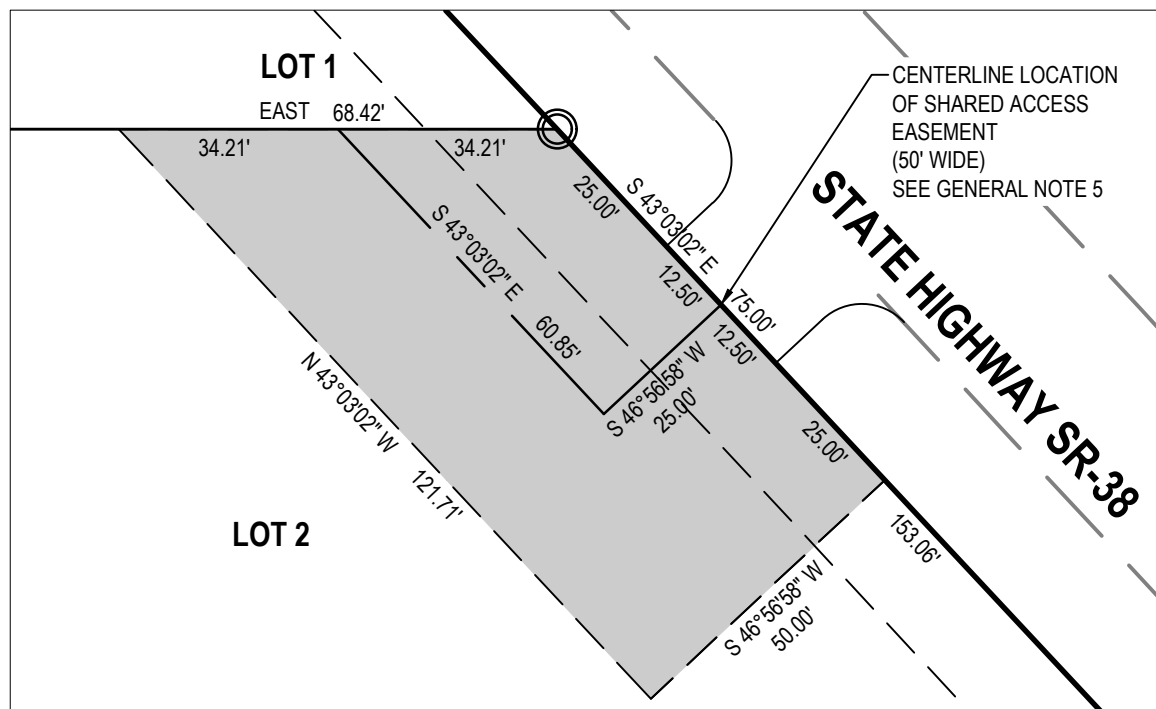 LOT 1
EAST 68.42'
34.21'
34.21'
CENTERLINE LOCATION
OF SHARED ACCESS
EASEMENT
(50' WIDE)
SEE GENERAL NOTE 5
STATE HIGHWAY SR-38
25.00'
S 43°03'02" E
75.00'
12.50'
12.50'
S 43°03'02" E
60.85'
S 46°56'58" W
25.00'
25.00'
N 43°03'02" W
121.71'
153.06'
LOT 2
S 46°56'58" W
50.00'